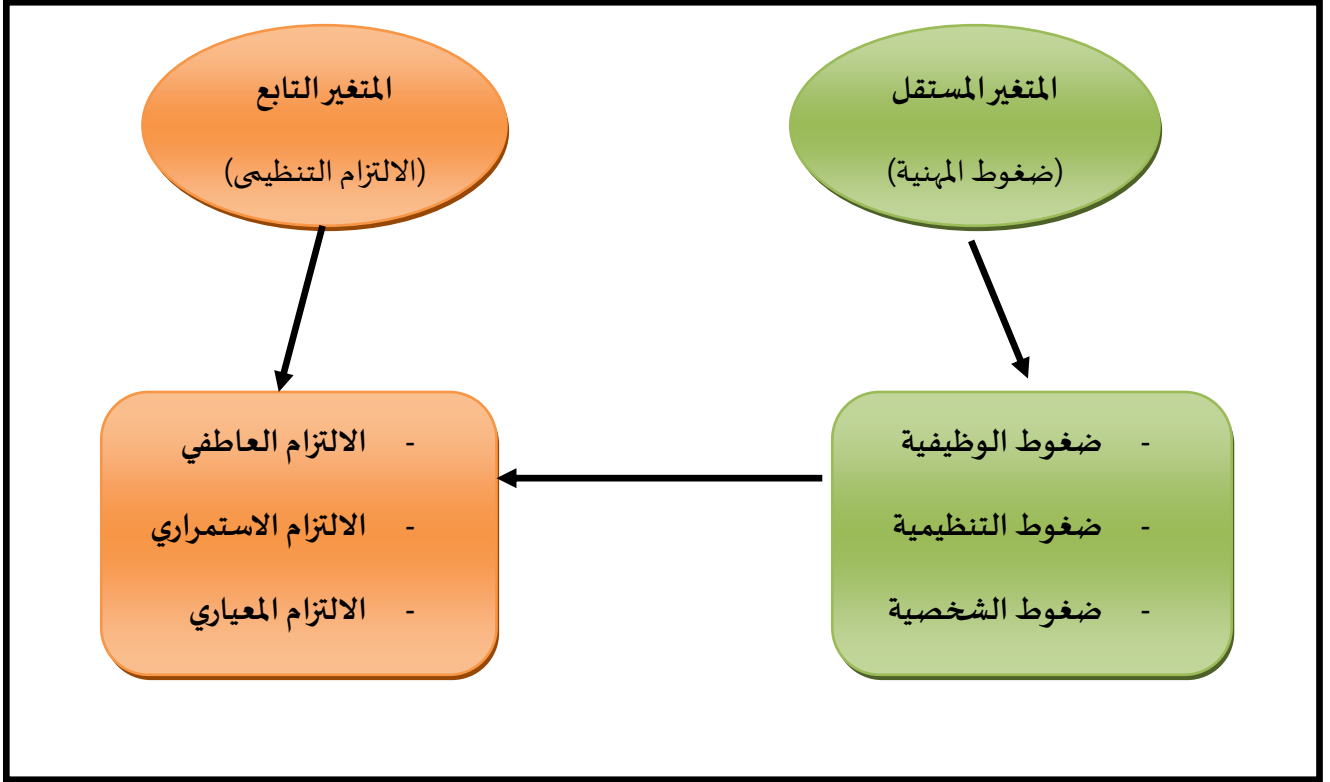 المتغير المستقل
(ضغوط المهنية)
المتغير التابع
(الالتزام التنظيمى)
- ضغوط الوظيفية
- ضغوط التنظيمية
- ضغوط الشخصية
- الالتزام العاطفي
- الالتزام الاستمراري
- الالتزام المعياري